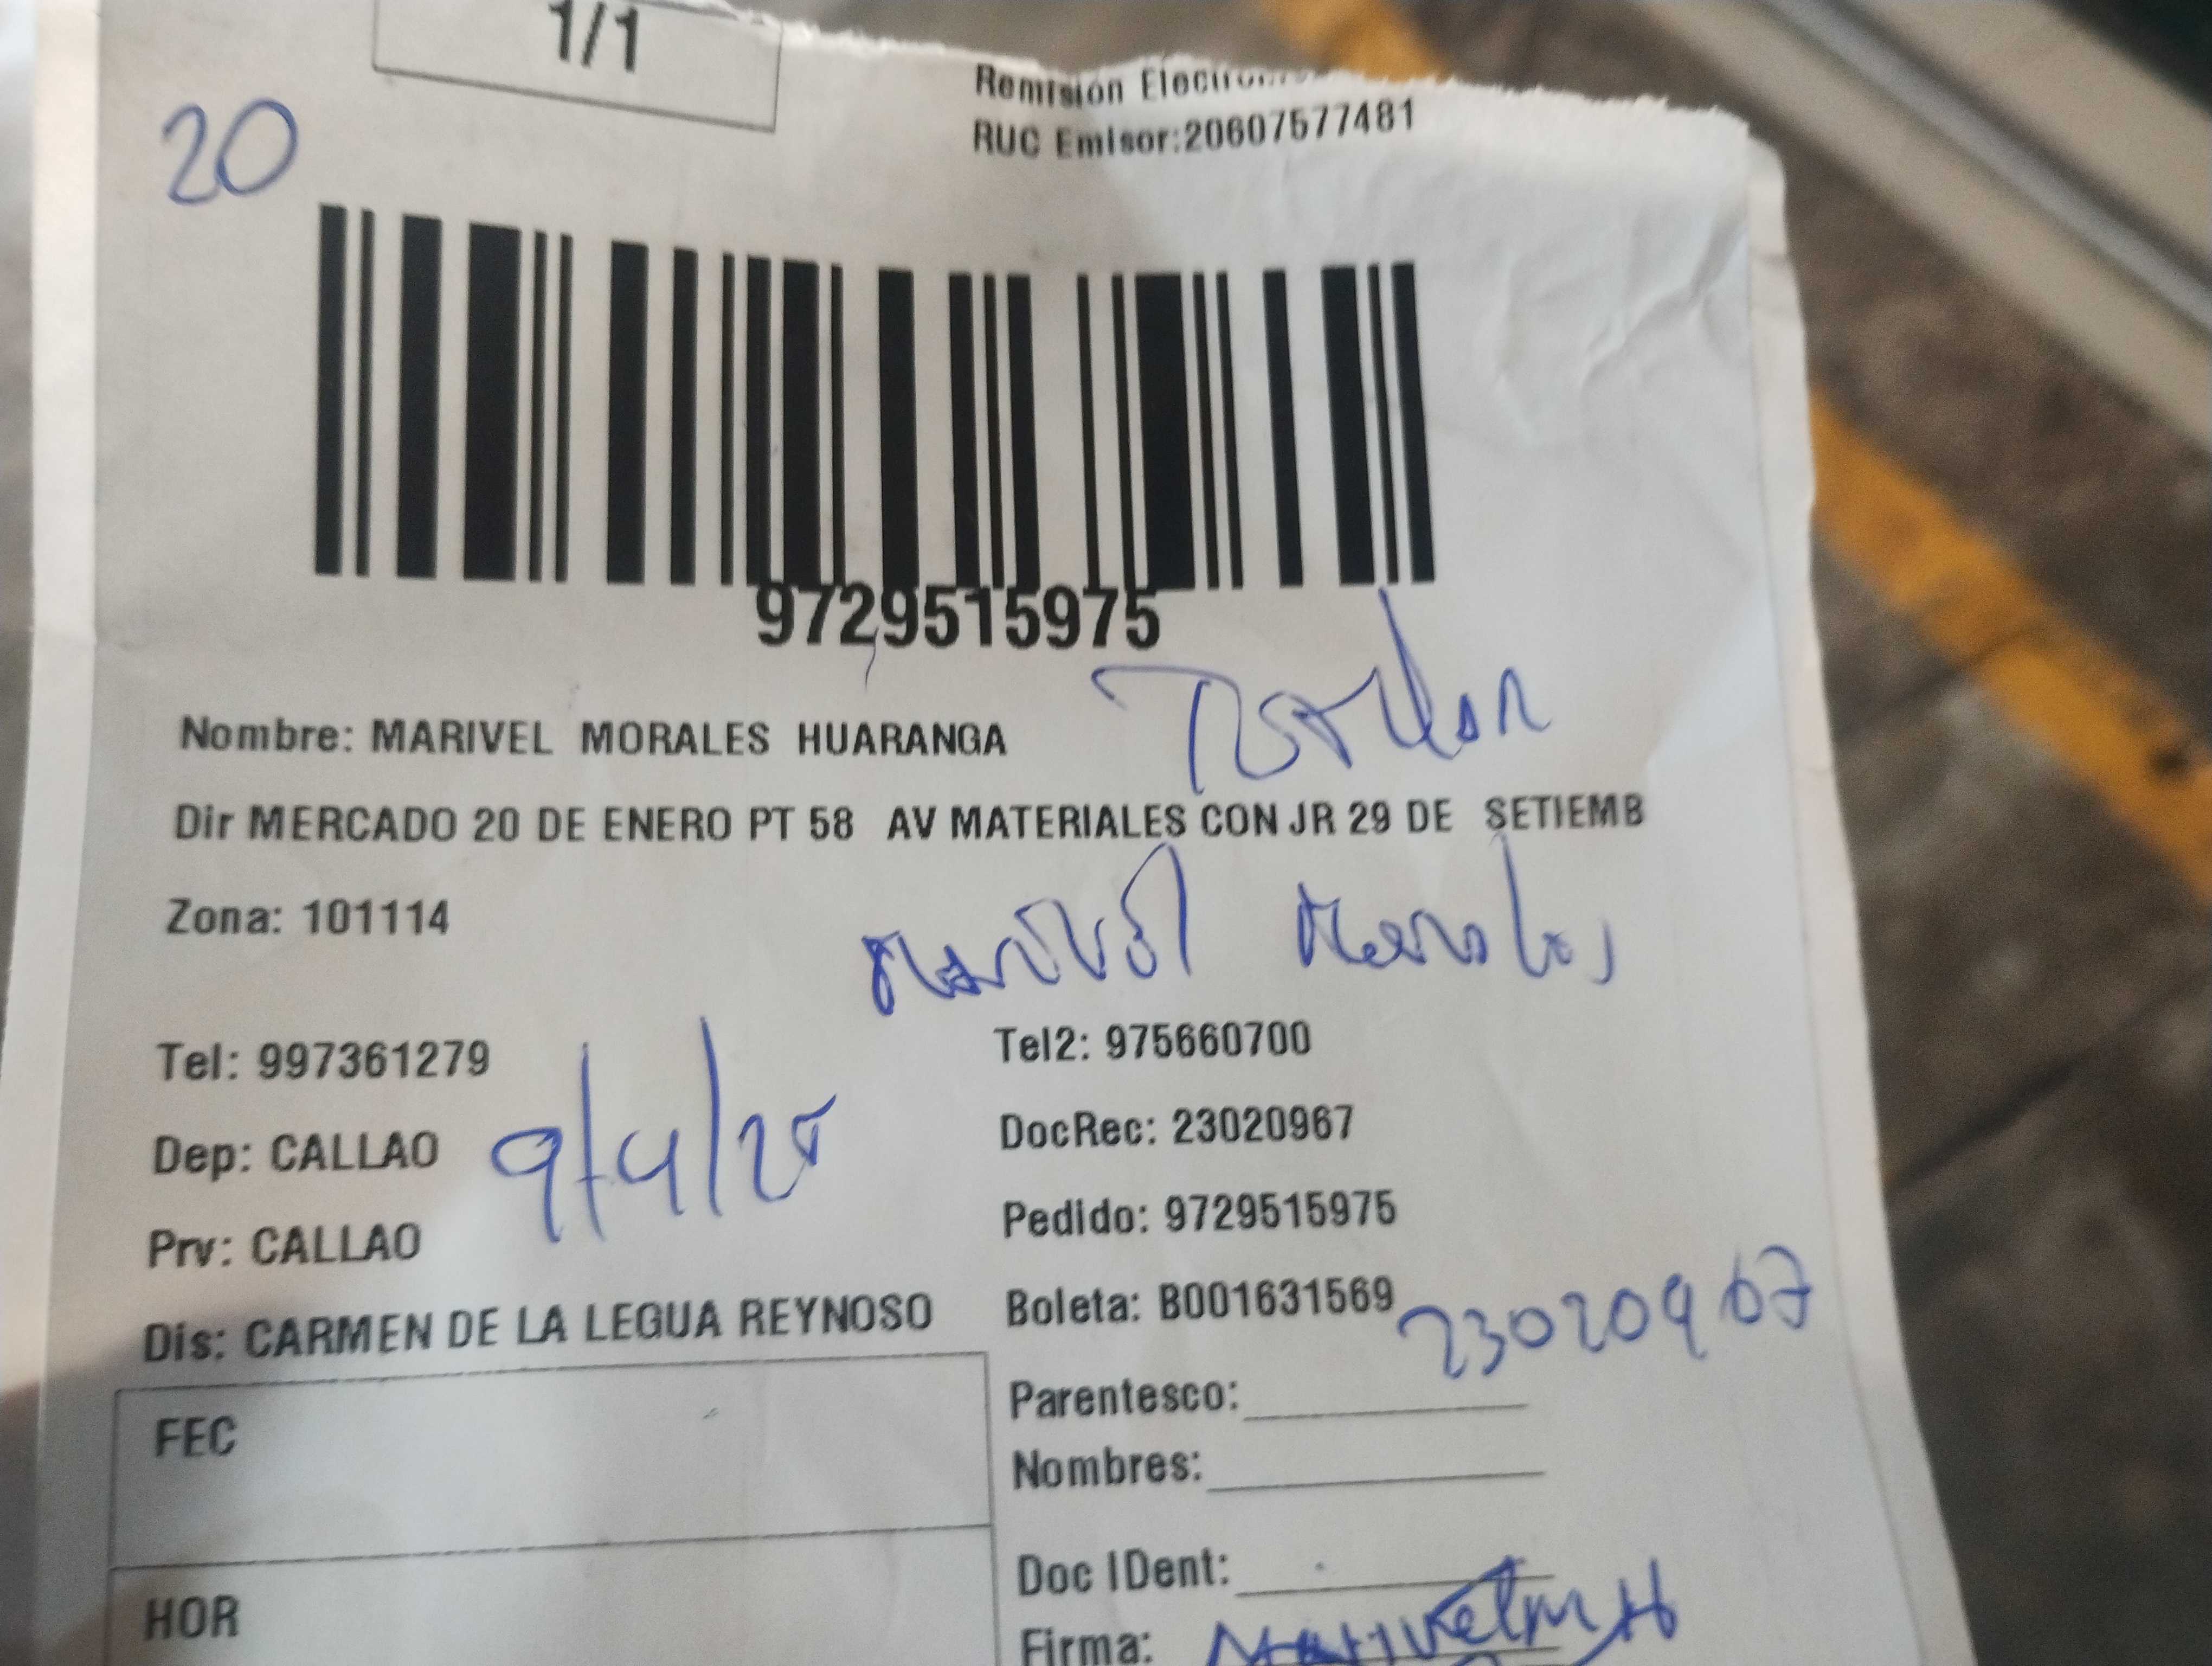 1/1
Remisión
RUC Emisor:20607577481
20
9729515975
Nombre: MARIVEL MORALES HUARANGA
Dir MERCADO 20 DE ENERO PT 58 AV MATERIALES CON JR 29 DE SETIEMB
Zona: 101114
Marivel Morales
Tel: 997361279
Tel2: 975660700
Dep: CALLAO
9/4/25
DocRec: 23020967
Prv: CALLAO
Pedido: 9729515975
Dis: CARMEN DE LA LEGUA REYNOSO
Boleta: B001631569
23020967
FEC
Parentesco:
Nombres:
HOR
Doc IDent:
Firma: Marivel M H